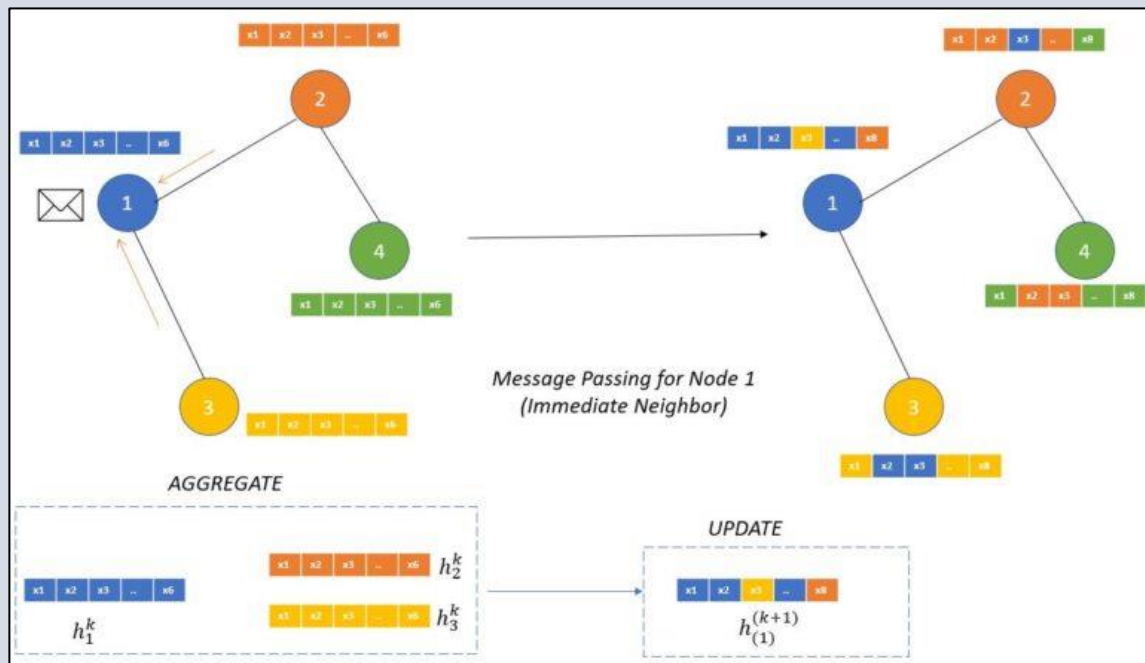 x1 x2 x3 .. x6
x1 x2 x3 .. x8
2
2
x1 x2 x3 .. x6
x1 x2 x3 .. x8
1
1
4
4
x1 x2 x3 .. x6
x1 x2 x3 .. x8
Message Passing for Node 1
(Immediate Neighbor)
3
x1 x2 x3 .. x6
3
x1 x2 x3 .. x8
AGGREGATE
UPDATE
x1 x2 x3 .. x6 h_2^k
x1 x2 x3 .. x6
x1 x2 x3 .. x6 h_3^k
x1 x2 x3 .. x8
h_1^k
h_{(1)}^{(k+1)}